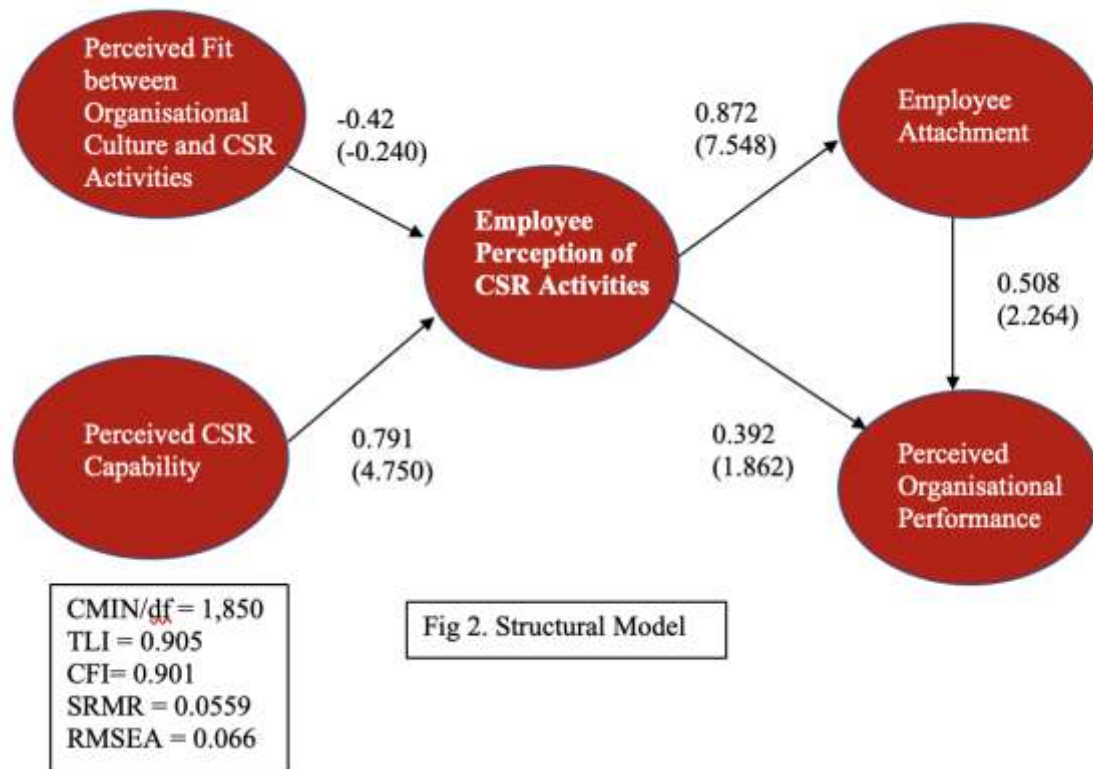 Perceived Fit
between
Organisational
Culture and CSR
Activities
-0.42
(-0.240)
0.872
(7.548)
Employee
Attachment
Employee
Perception of
CSR Activities
0.508
(2.264)
Perceived CSR
Capability
0.791
(4.750)
0.392
(1.862)
Perceived
Organisational
Performance
CMIN/df = 1,850
TLI = 0.905
CFI= 0.901
SRMR = 0.0559
RMSEA = 0.066
Fig 2. Structural Model